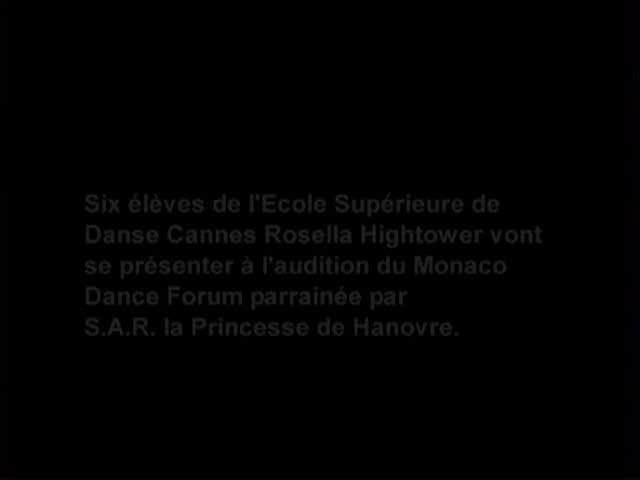 Six élèves de l'Ecole Supérieure de
Danse Cannes Rosella Hightower vont
se présenter à l'audition du Monaco
Dance Forum parrainée par
S.A.R. la Princesse de Hanovre.